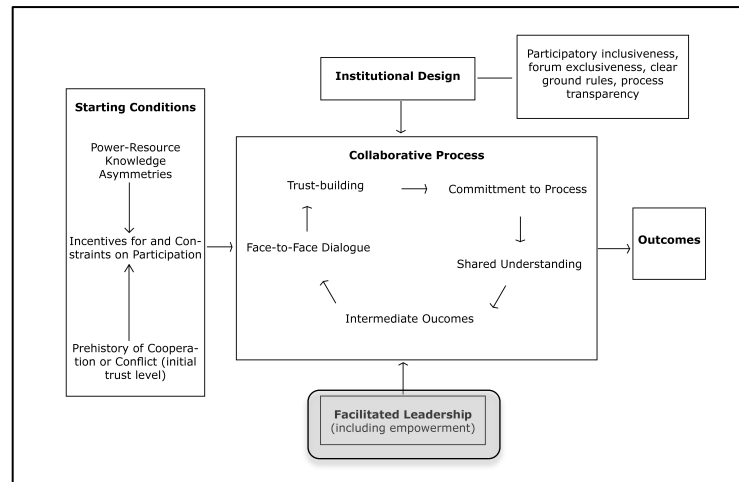 Participatory inclusiveness,
forum exclusiveness, clear
ground rules, process
transparency
Institutional Design
Starting Conditions
Power-Resource
Knowledge
Asymmetries
Incentives for and Con-
straints on Participation
Prehistory of Coopera-
tion or Conflict (initial
trust level)
Collaborative Process
Trust-building
Committment to Process
Face-to-Face Dialogue
Shared Understanding
Intermediate Oucomes
Outcomes
Facilitated Leadership
(including empowerment)